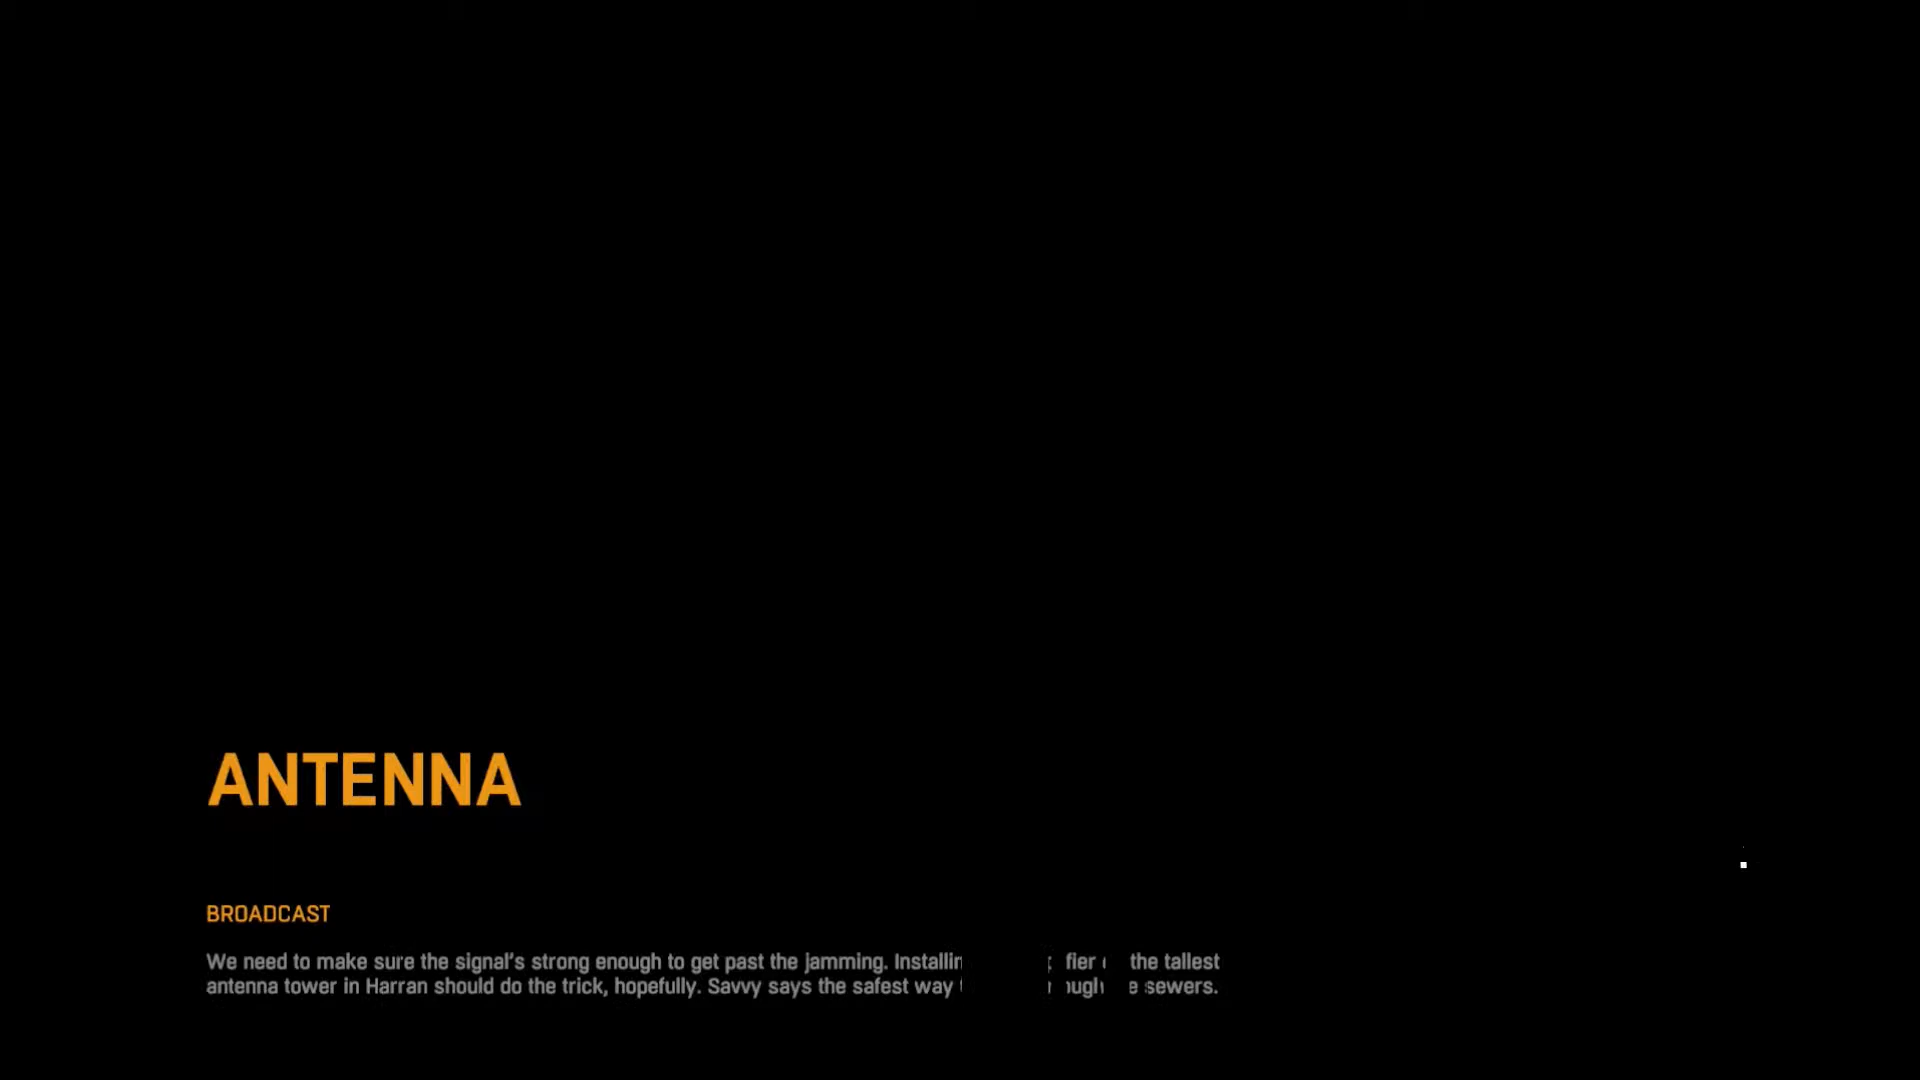 ANTENNA
BROADCAST
We need to make sure the signal's strong enough to get past the jamming. the tallest
antenna tower in Harran should do the trick, hopefully. Savvy says the safest way sewers.